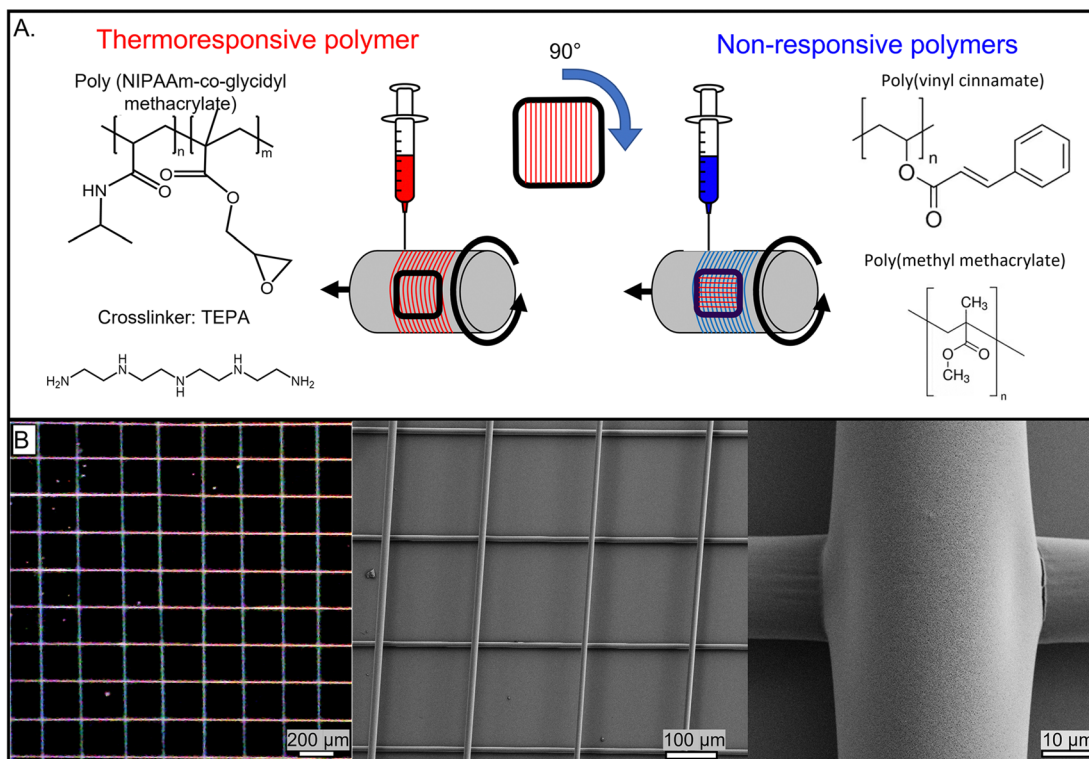 A.
Thermoresponsive polymer
Poly (NIPAAm-co-glycidyl
methacrylate)
n
m
HN
O
O
O
O
Crosslinker: TEPA
H2N
H
N
N
H
H
N
NH2
90°
Non-responsive polymers
Poly(vinyl cinnamate)
n
O
O
Poly(methyl methacrylate)
CH3
O
O
CH3
n
B
200 µm
100 µm
10 µm